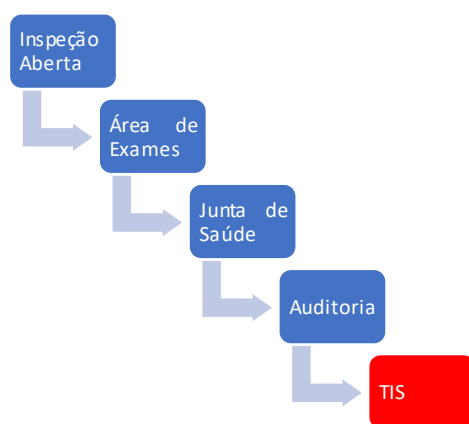 Inspeção
Aberta
Área de
Exames
Junta de
Saúde
Auditoria
TIS